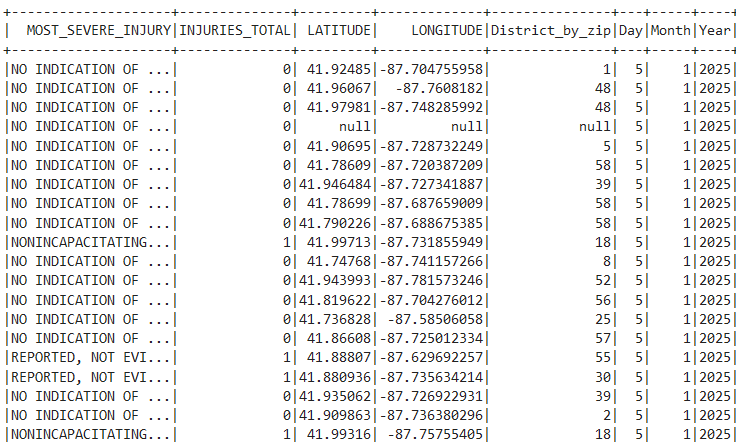 +--------------------+--------------+---------+-------------+---------------+---+-----+----+
|  MOST_SEVERE_INJURY|INJURIES_TOTAL| LATITUDE|    LONGITUDE|District_by_zip|Day|Month|Year|
+--------------------+--------------+---------+-------------+---------------+---+-----+----+
|NO INDICATION OF ...|             0| 41.92485|-87.704755958|              1|  5|    1|2025|
|NO INDICATION OF ...|             0| 41.96067|  -87.7608182|             48|  5|    1|2025|
|NO INDICATION OF ...|             0| 41.97981|-87.748285992|             48|  5|    1|2025|
|NO INDICATION OF ...|             0|     null|         null|           null|  5|    1|2025|
|NO INDICATION OF ...|             0| 41.90695|-87.728732249|              5|  5|    1|2025|
|NO INDICATION OF ...|             0| 41.78609|-87.720387209|             58|  5|    1|2025|
|NO INDICATION OF ...|             0|41.946484|-87.727341887|             39|  5|    1|2025|
|NO INDICATION OF ...|             0| 41.78699|-87.687659009|             58|  5|    1|2025|
|NO INDICATION OF ...|             0|41.790226|-87.688675385|             58|  5|    1|2025|
|NONINCAPACITATING...|             1| 41.99713|-87.731855949|             18|  5|    1|2025|
|NO INDICATION OF ...|             0| 41.74768|-87.741157266|              8|  5|    1|2025|
|NO INDICATION OF ...|             0|41.943993|-87.781573246|             52|  5|    1|2025|
|NO INDICATION OF ...|             0|41.819622|-87.704276012|             56|  5|    1|2025|
|NO INDICATION OF ...|             0|41.736828| -87.58506058|             25|  5|    1|2025|
|NO INDICATION OF ...|             0| 41.86608|-87.725012334|             57|  5|    1|2025|
|REPORTED, NOT EVI...|             1| 41.88807|-87.629692257|             55|  5|    1|2025|
|REPORTED, NOT EVI...|             1|41.880936|-87.735634214|             30|  5|    1|2025|
|NO INDICATION OF ...|             0|41.935062|-87.726922931|             39|  5|    1|2025|
|NO INDICATION OF ...|             0|41.909863|-87.736380296|              2|  5|    1|2025|
|NONINCAPACITATING...|             1| 41.99316| -87.75755405|             18|  5|    1|2025|